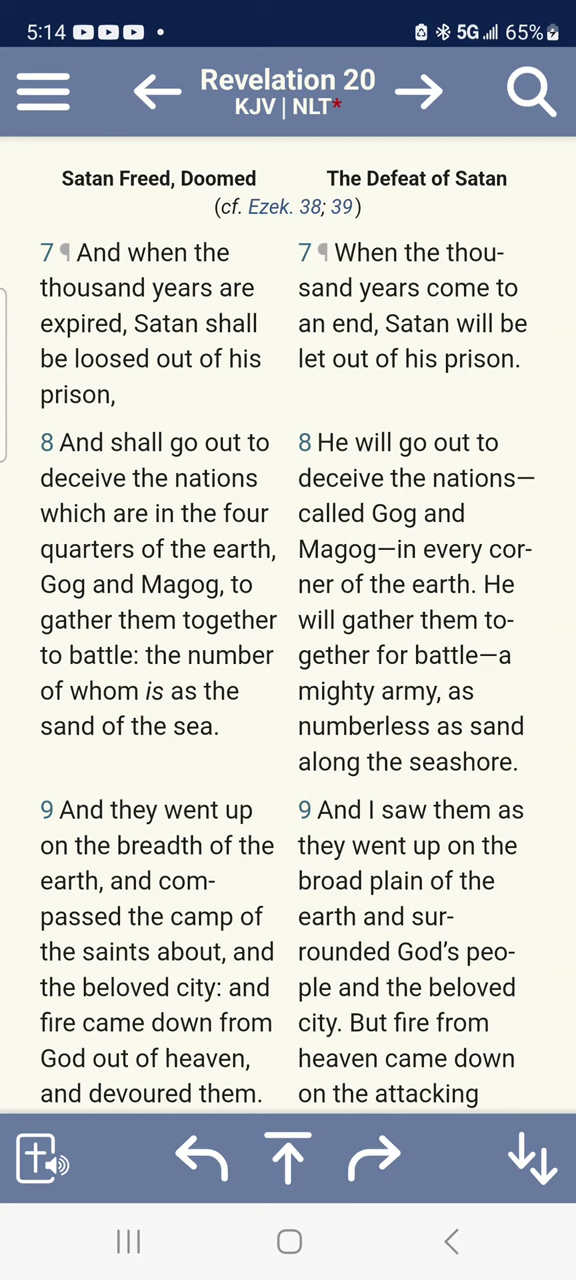 5:14
5G 65%
Revelation 20
KJV | NLT*
Satan Freed, Doomed
The Defeat of Satan
(cf. Ezek. 38; 39)
7 ¶ And when the
thousand years are
expired, Satan shall
be loosed out of his
prison,
7 ¶ When the thou-
sand years come to
an end, Satan will be
let out of his prison.
8 And shall go out to
deceive the nations
which are in the four
quarters of the earth,
Gog and Magog, to
gather them together
to battle: the number
of whom is as the
sand of the sea.
8 He will go out to
deceive the nations—
called Gog and
Magog—in every cor-
ner of the earth. He
will gather them to-
gether for battle—a
mighty army, as
numberless as sand
along the seashore.
9 And they went up
on the breadth of the
earth, and com-
passed the camp of
the saints about, and
the beloved city: and
fire came down from
God out of heaven,
and devoured them.
9 And I saw them as
they went up on the
broad plain of the
earth and sur-
rounded God’s peo-
ple and the beloved
city. But fire from
heaven came down
on the attacking